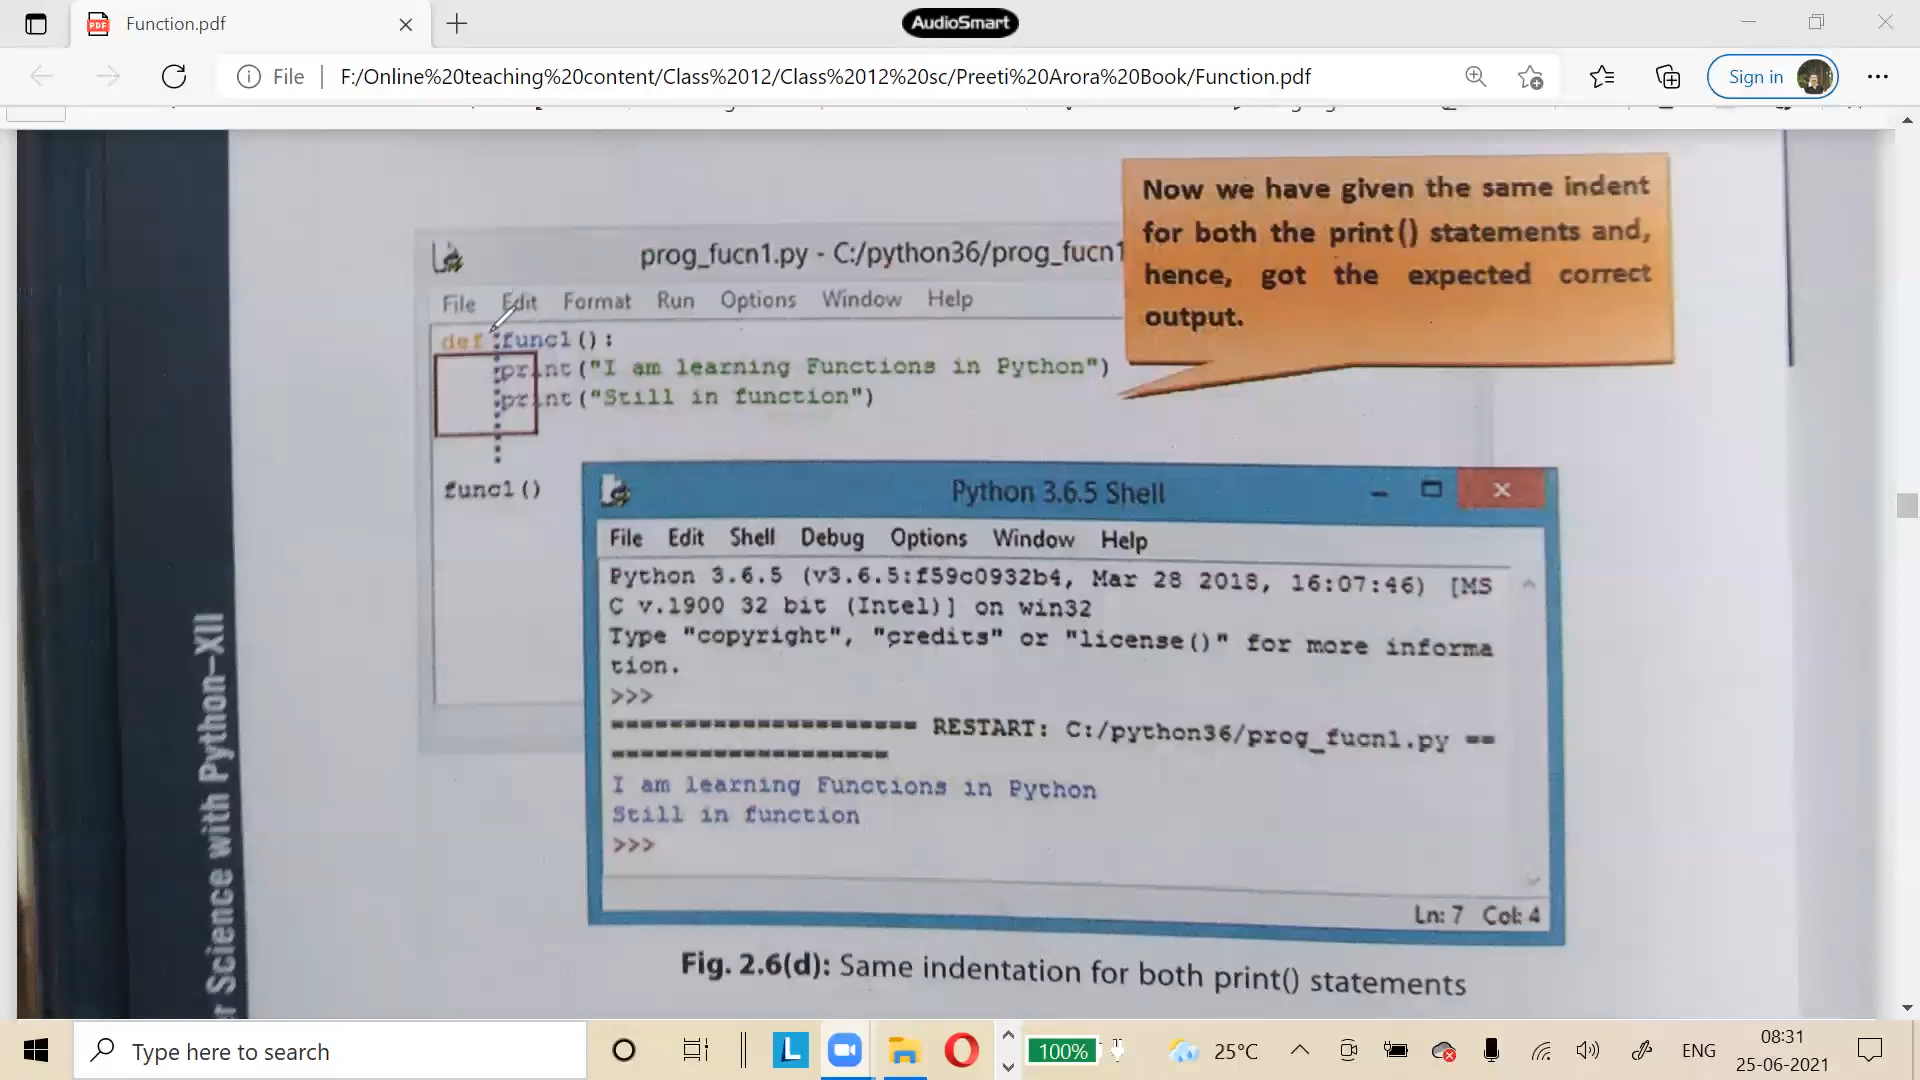 Function.pdf
AudioSmart
File
F:/Online%20teaching%20content/Class%2012/Class%2012%20sc/Preeti%20Arora%20Book/Function.pdf
Sign in
Now we have given the same indent
for both the print() statements and,
hence, got the expected correct
output.
prog_fucn1.py - C:/python36/prog_fucn1
File Edit Format Run Options Window Help
def func1():
print("I am learning Functions in Python")
print("Still in function")
func1()
Python 3.6.5 Shell
File Edit Shell Debug Options Window Help
Python 3.6.5 (v3.6.5:f59c0932b4, Mar 28 2018, 16:07:46) [MS
C v.1900 32 bit (Intel)] on win32
Type "copyright", "credits" or "license()" for more informa
tion.
>>>
===================== RESTART: C:/python36/prog_fucn1.py ==
===================
I am learning Functions in Python
Still in function
>>>
Ln: 7 Col: 4
Fig. 2.6(d): Same indentation for both print() statements
r Science with Python–XII
Type here to search
L
100%
25°C
ENG
08:31
25-06-2021